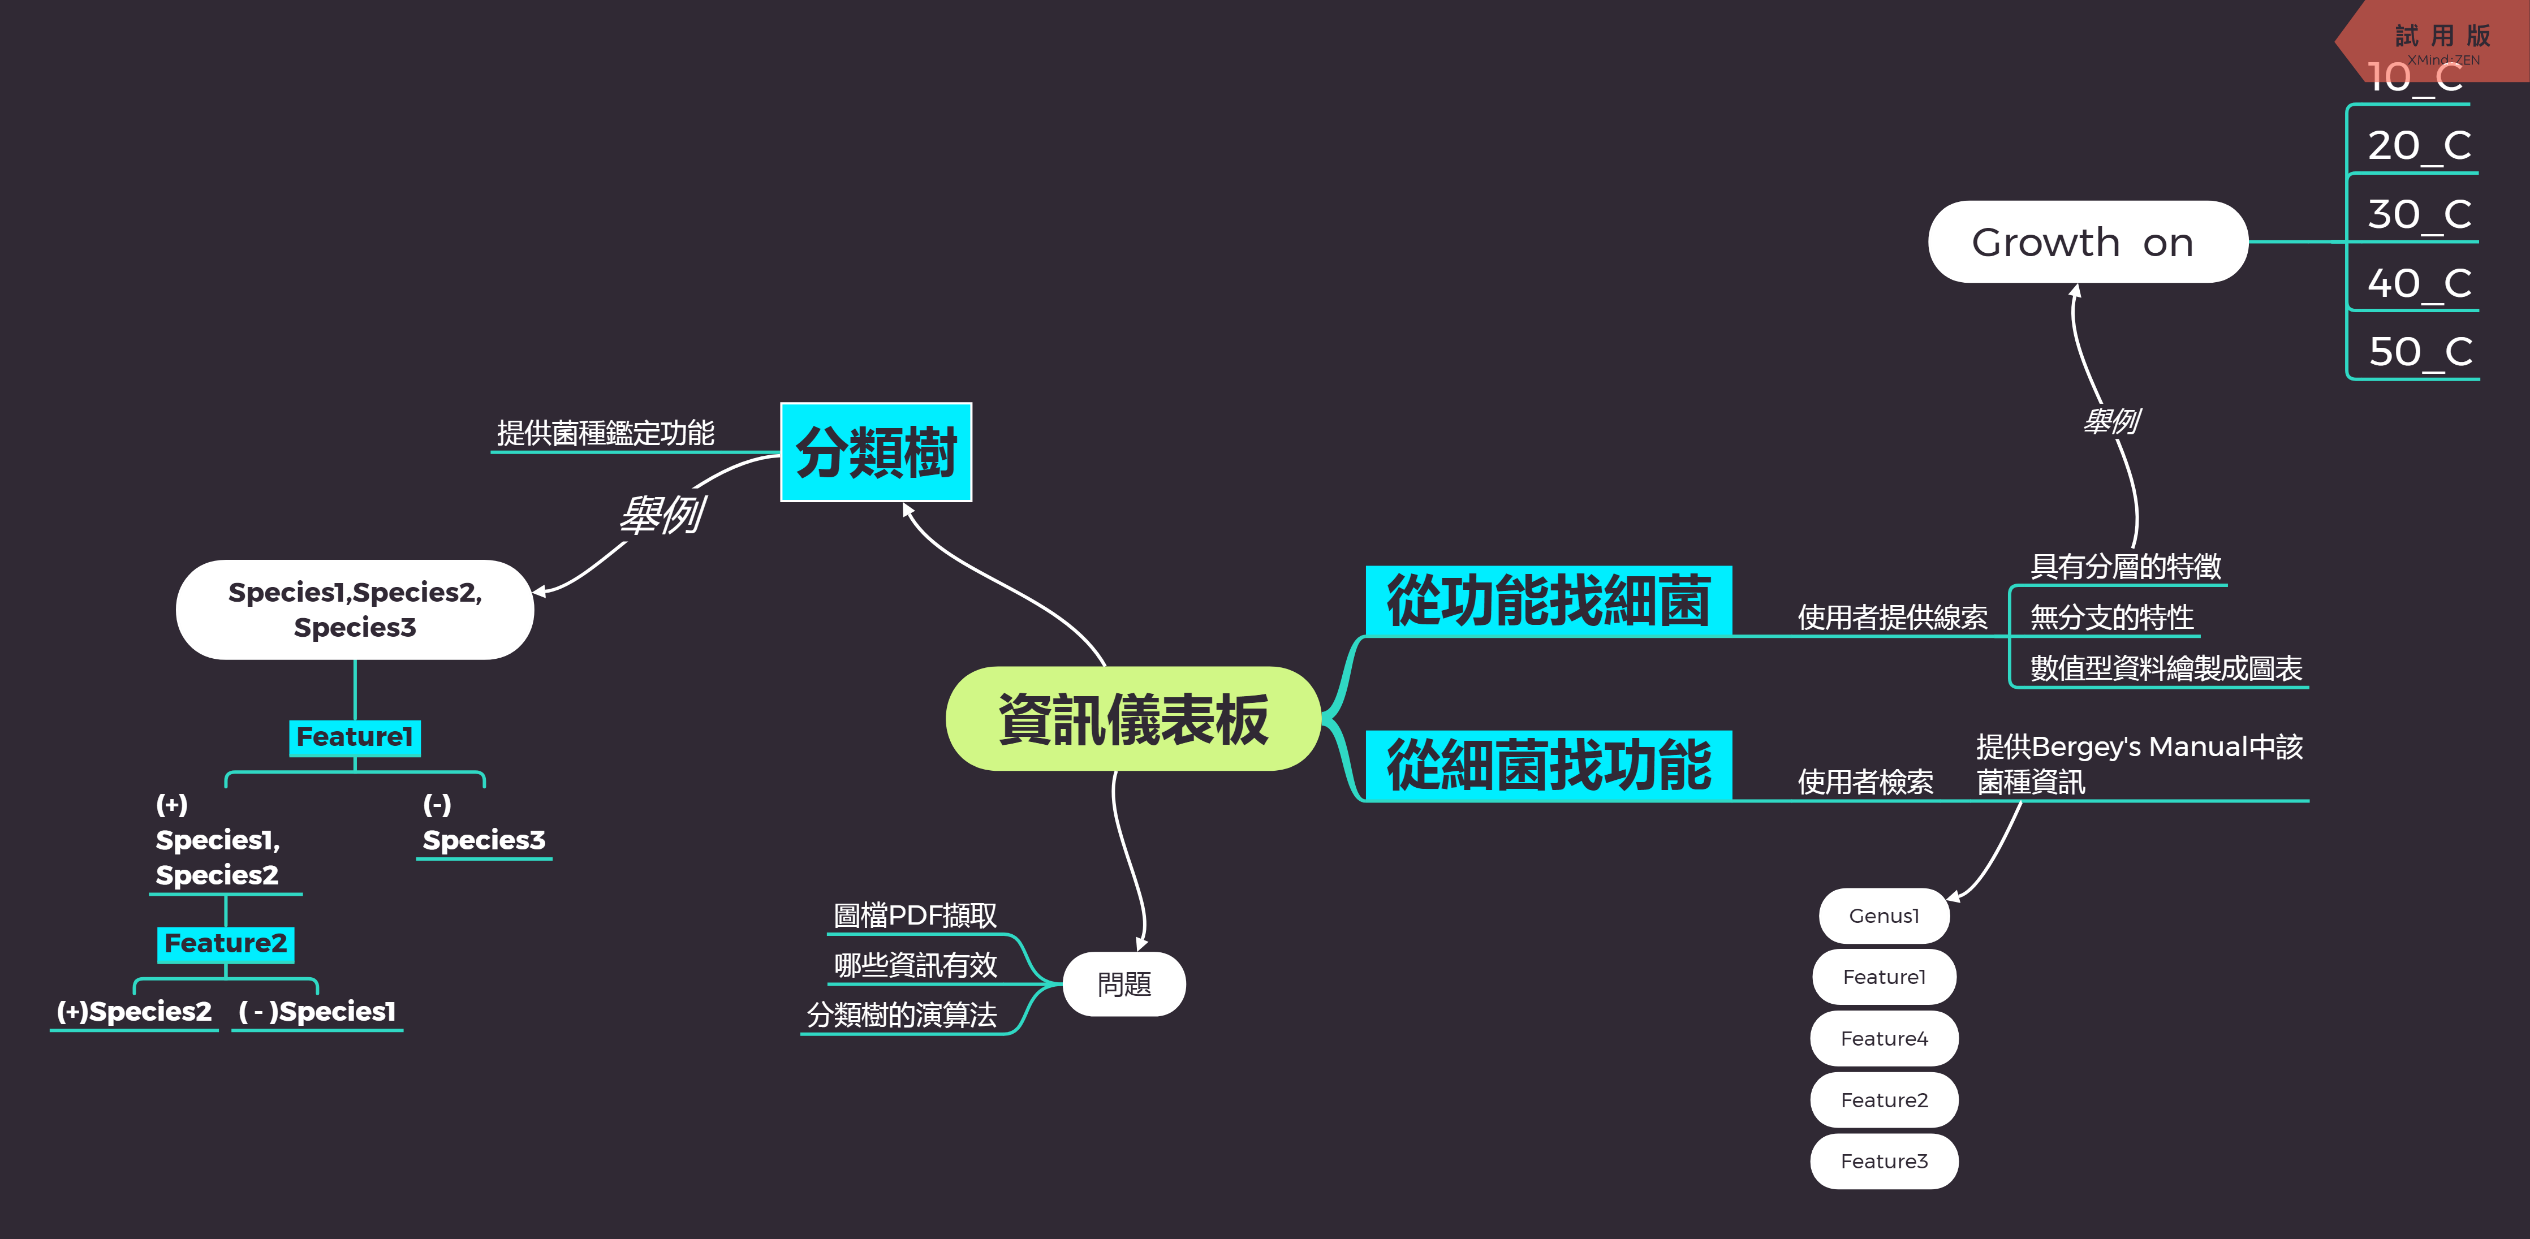 試用版
XMind:ZEN
10_C
20_C
30_C
40_C
50_C
Growth on
舉例
提供菌種鑑定功能
分類樹
舉例
Species1,Species2,
Species3
Feature1
(+)
Species1,
Species2
(-)
Species3
Feature2
(+)Species2
( - )Species1
資訊儀表板
從功能找細菌
使用者提供線索
具有分層的特徵
無分支的特性
數值型資料繪製成圖表
從細菌找功能
使用者檢索
提供Bergey's Manual中該
菌種資訊
Genus1
Feature1
Feature4
Feature2
Feature3
圖檔PDF擷取
哪些資訊有效
分類樹的演算法
問題